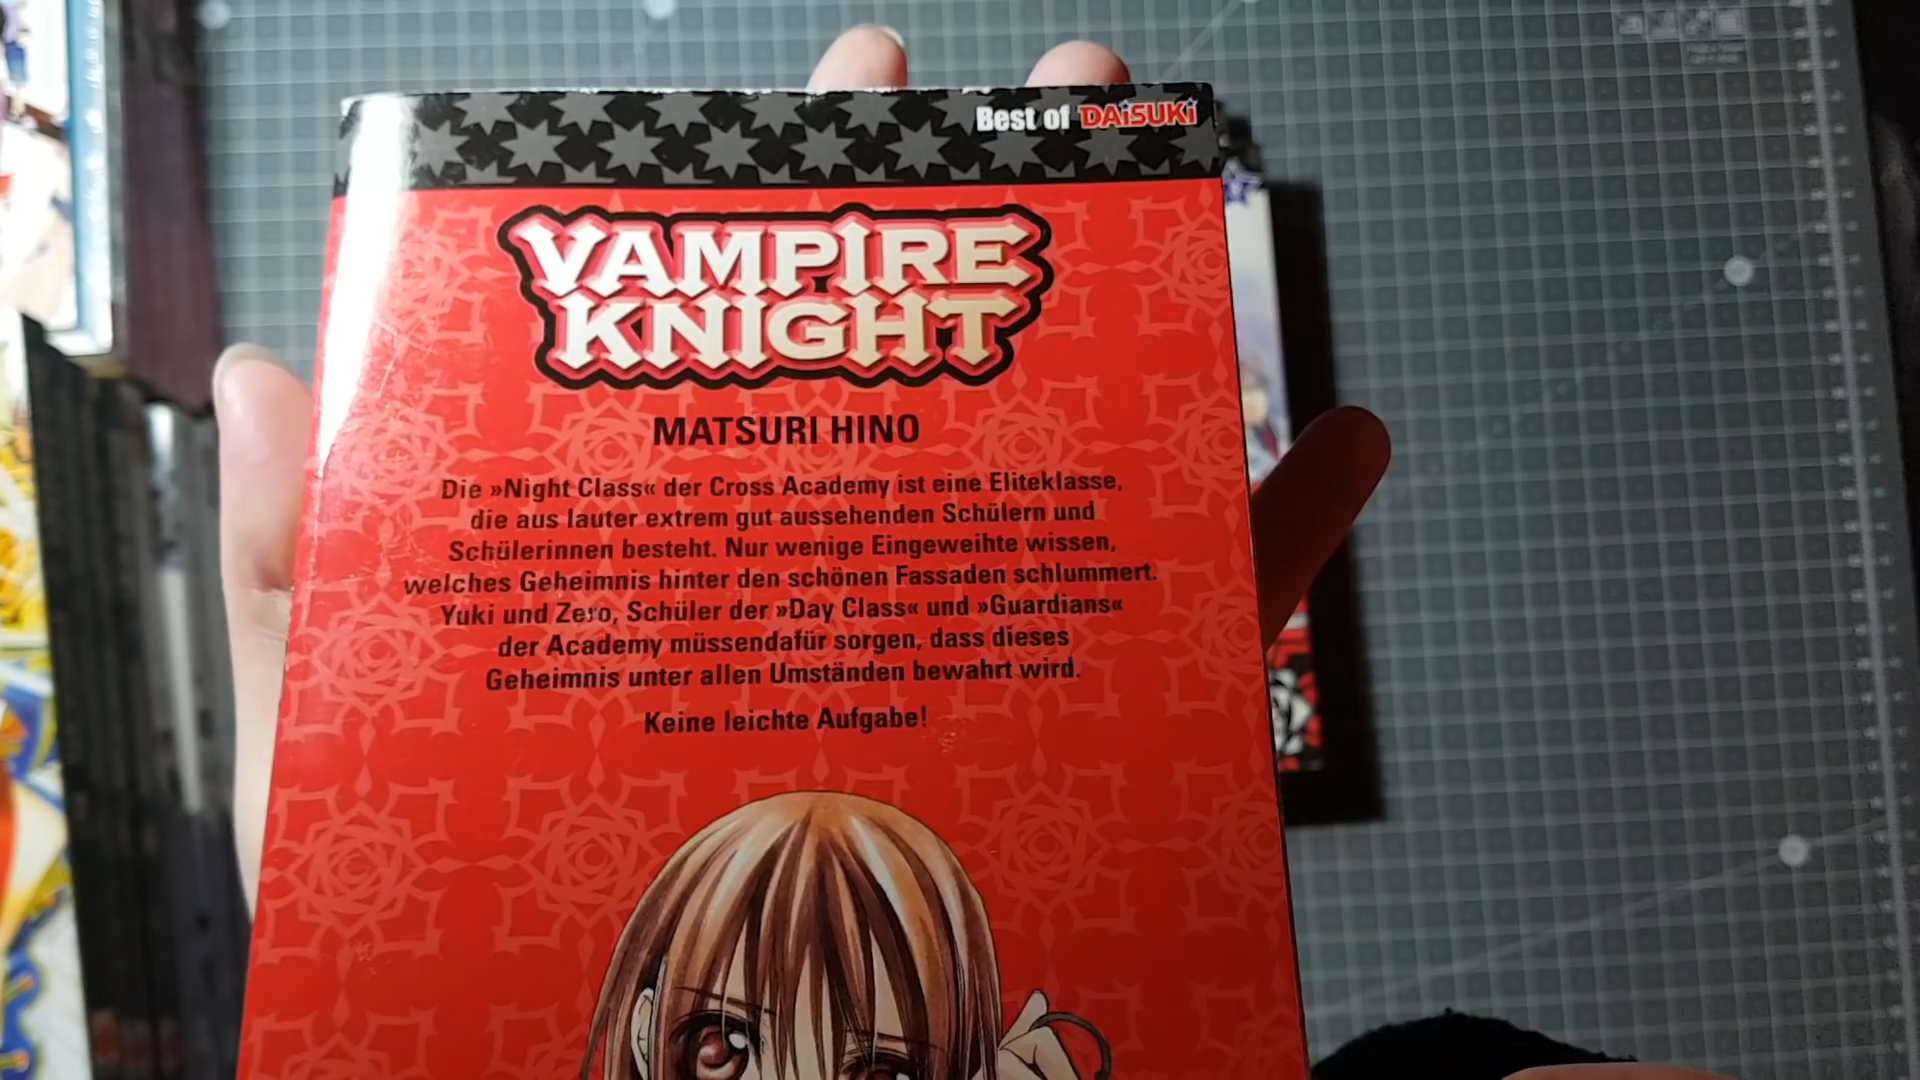 Best of DAiSUKi
VAMPIRE
KNIGHT
MATSURI HINO
Die »Night Class« der Cross Academy ist eine Eliteklasse,
die aus lauter extrem gut aussehenden Schülern und
Schülerinnen besteht. Nur wenige Eingeweihte wissen,
welches Geheimnis hinter den schönen Fassaden schlummert.
Yuki und Zero, Schüler der »Day Class« und »Guardians«
der Academy müssendafür sorgen, dass dieses
Geheimnis unter allen Umständen bewahrt wird.
Keine leichte Aufgabe!